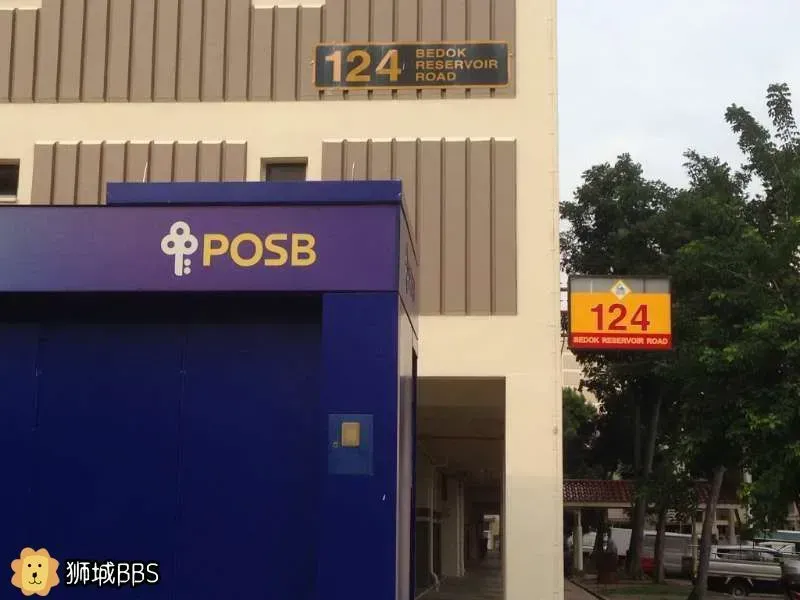 124
BEDOK
RESERVOIR
ROAD
POSB
124
BEDOK RESERVOIR ROAD
狮城BBS